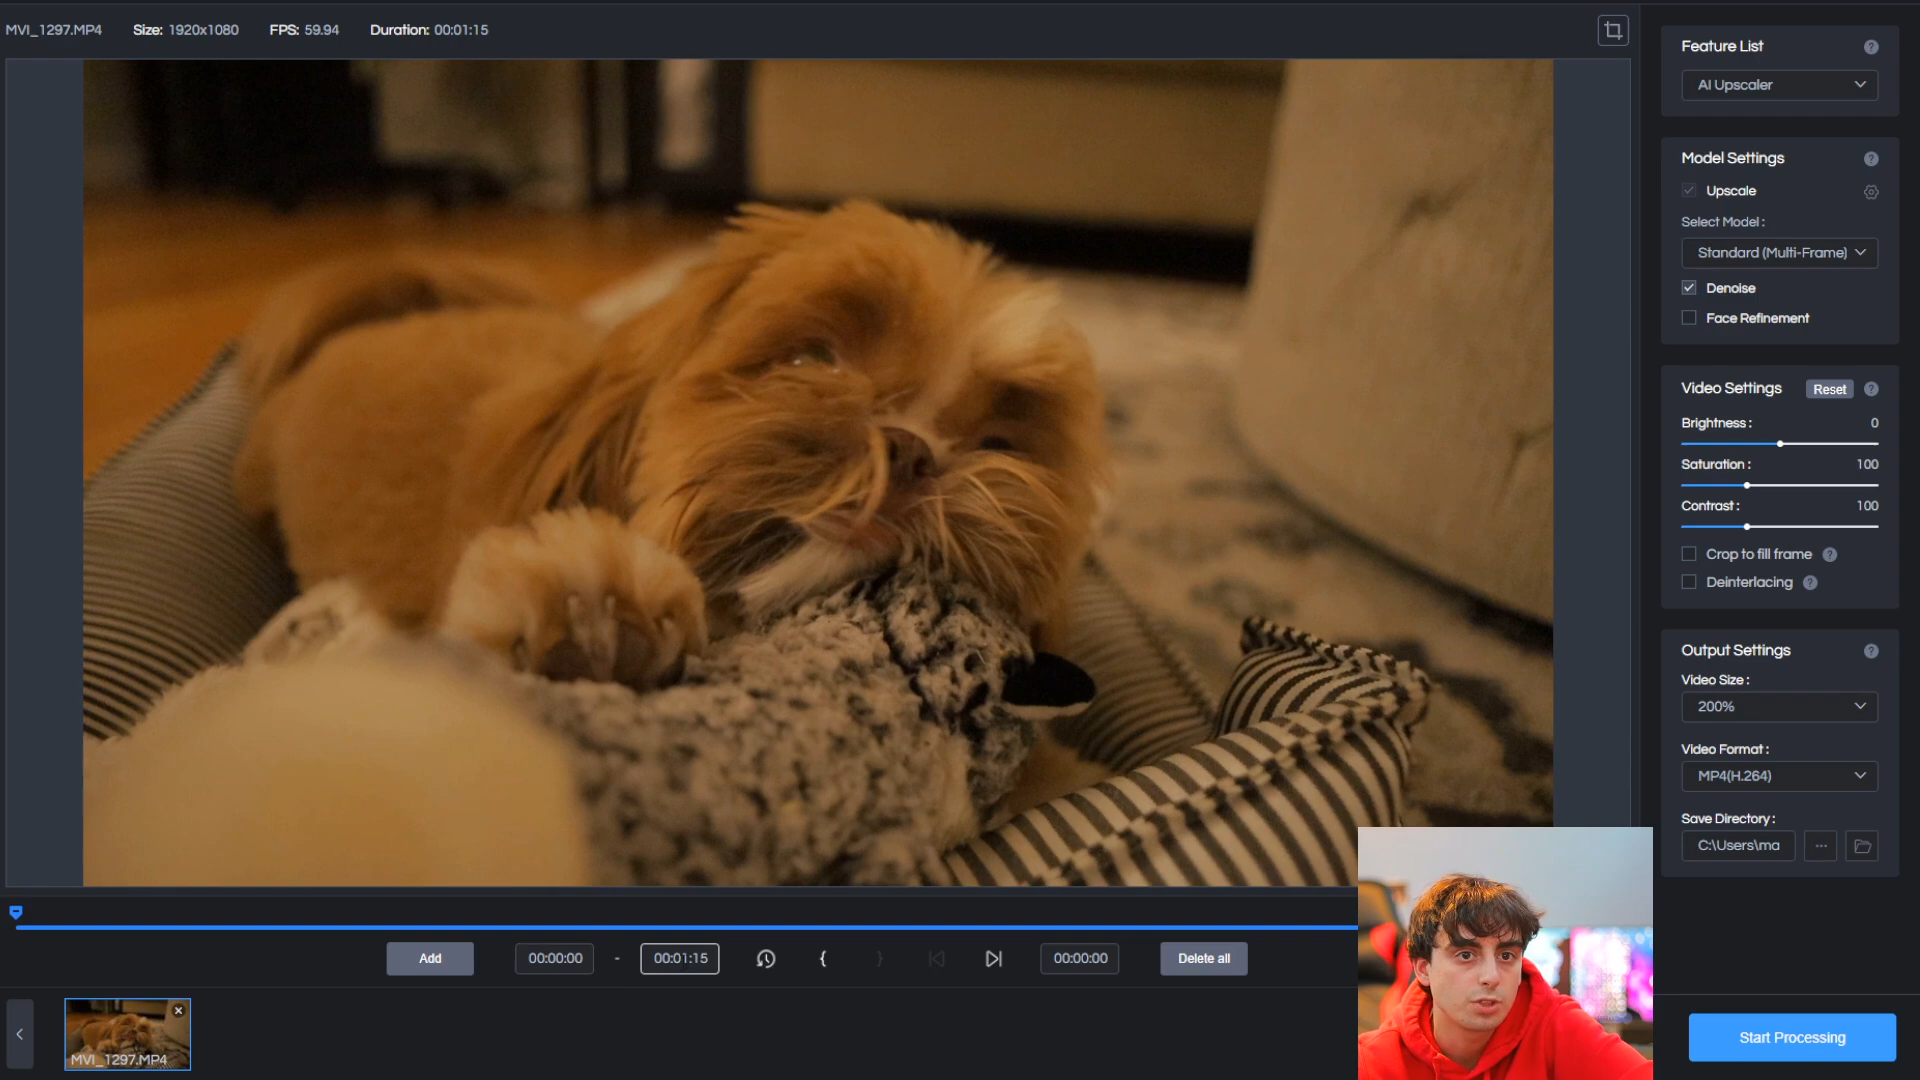 MVI_1297.MP4 Size: 1920x1080 FPS: 59.94 Duration: 00:01:15
Feature List ?
AI Upscaler
Model Settings ?
Upscale
Select Model :
Standard (Multi-Frame)
Denoise
Face Refinement
Video Settings Reset ?
Brightness : 0
Saturation : 100
Contrast : 100
Crop to fill frame ?
Deinterlacing ?
Output Settings ?
Video Size :
200%
Video Format :
MP4(H.264)
Save Directory :
C:\Users\ma ...
Add 00:00:00 - 00:01:15 { } 00:00:00 Delete all
MVI_1297.MP4
Start Processing